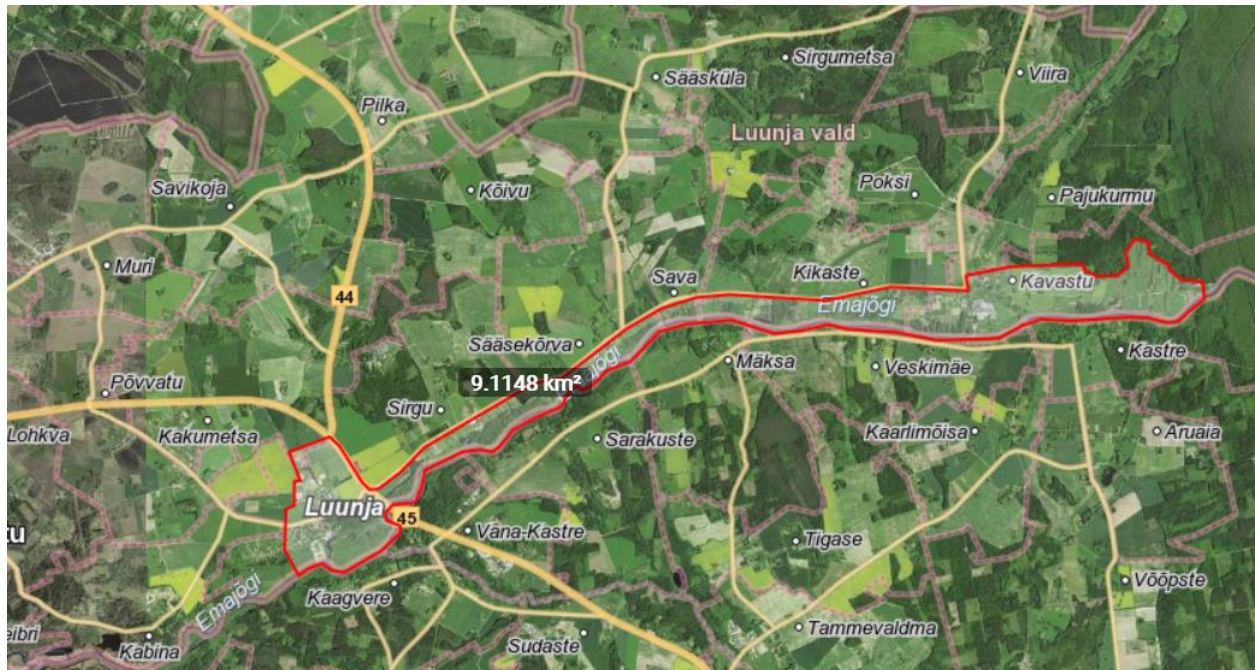 Sirgumetsa
Sääsküla
Viira
Pilka
Luunja vald
Savikoja
Kõivu
Poksi
Pajukurmu
Muri
Sava
Kikaste
Kavastu
44
Emajõgi
Sääsekõrva
Mäksa
Kastre
9.1148 km²
Põvvatu
Veskimäe
Sirgu
Lohkva
Kakumetsa
Sarakuste
Kaarlimõisa
Aruaia
Luunja
45
Vana-Kastre
Tigase
Kaagvere
Emajõgi
Võõpste
Kabina
Sudaste
Tammevaldma